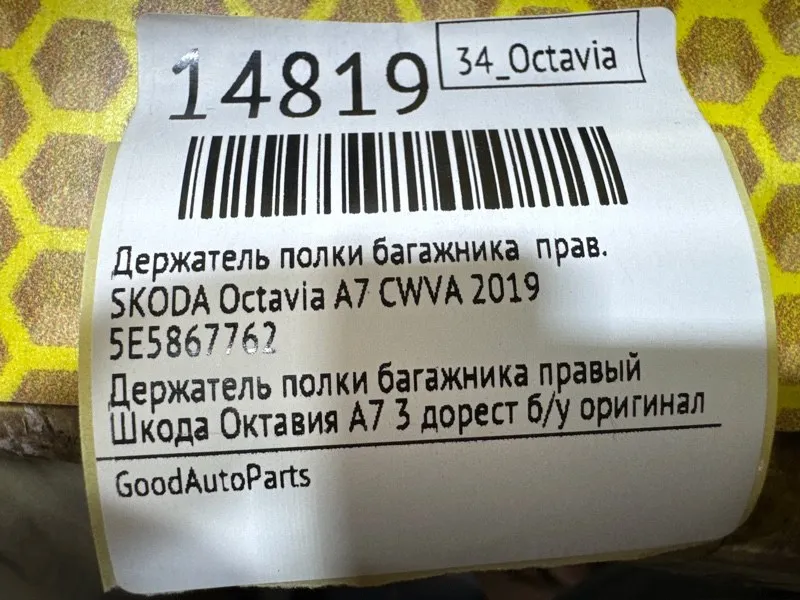 14819
34_Octavia
Держатель полки багажника прав.
SKODA Octavia A7 CWVA 2019
5E5867762
Держатель полки багажника правый
Шкода Октавия А7 3 дорест б/у оригинал
GoodAutoParts